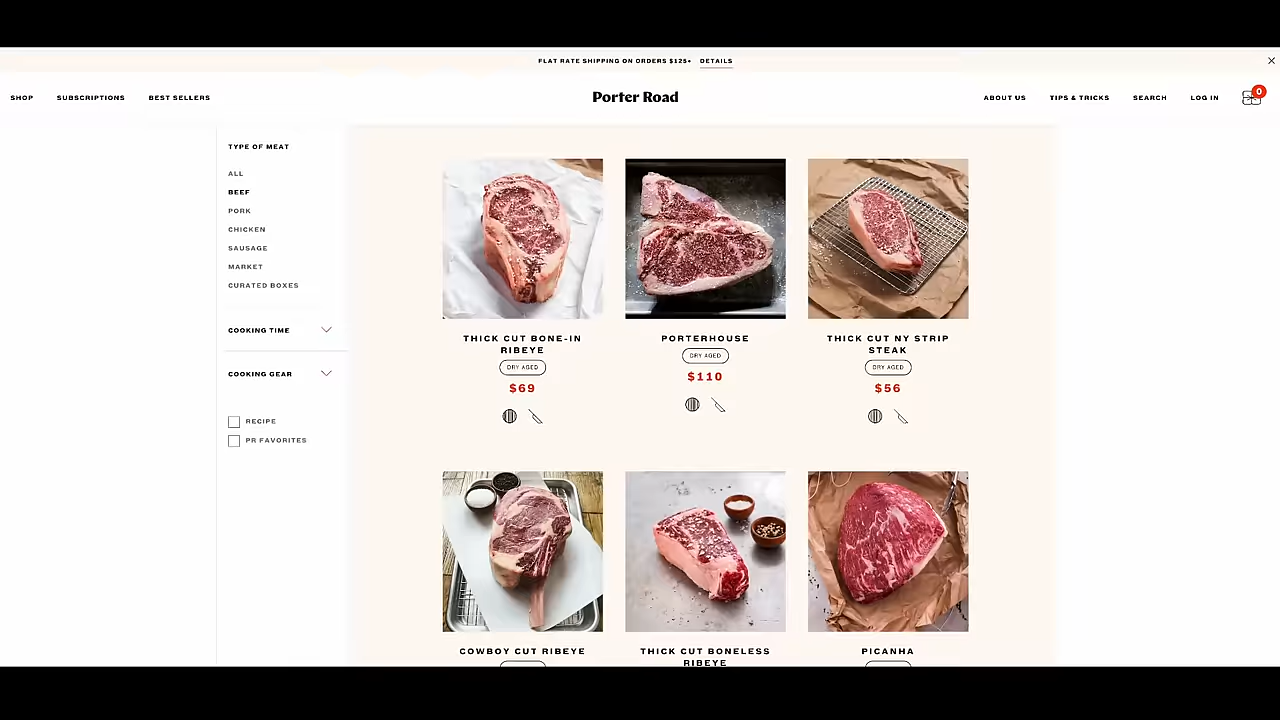 FLAT RATE SHIPPING ON ORDERS $125+ DETAILS
SHOP
SUBSCRIPTIONS
BEST SELLERS
Porter Road
ABOUT US
TIPS & TRICKS
SEARCH
LOG IN
0
TYPE OF MEAT
ALL
BEEF
PORK
CHICKEN
SAUSAGE
MARKET
CURATED BOXES
COOKING TIME
COOKING GEAR
RECIPE
PR FAVORITES
THICK CUT BONE-IN
RIBEYE
DRY AGED
$69
PORTERHOUSE
DRY AGED
$110
THICK CUT NY STRIP
STEAK
DRY AGED
$56
COWBOY CUT RIBEYE
THICK CUT BONELESS
RIBEYE
PICANHA